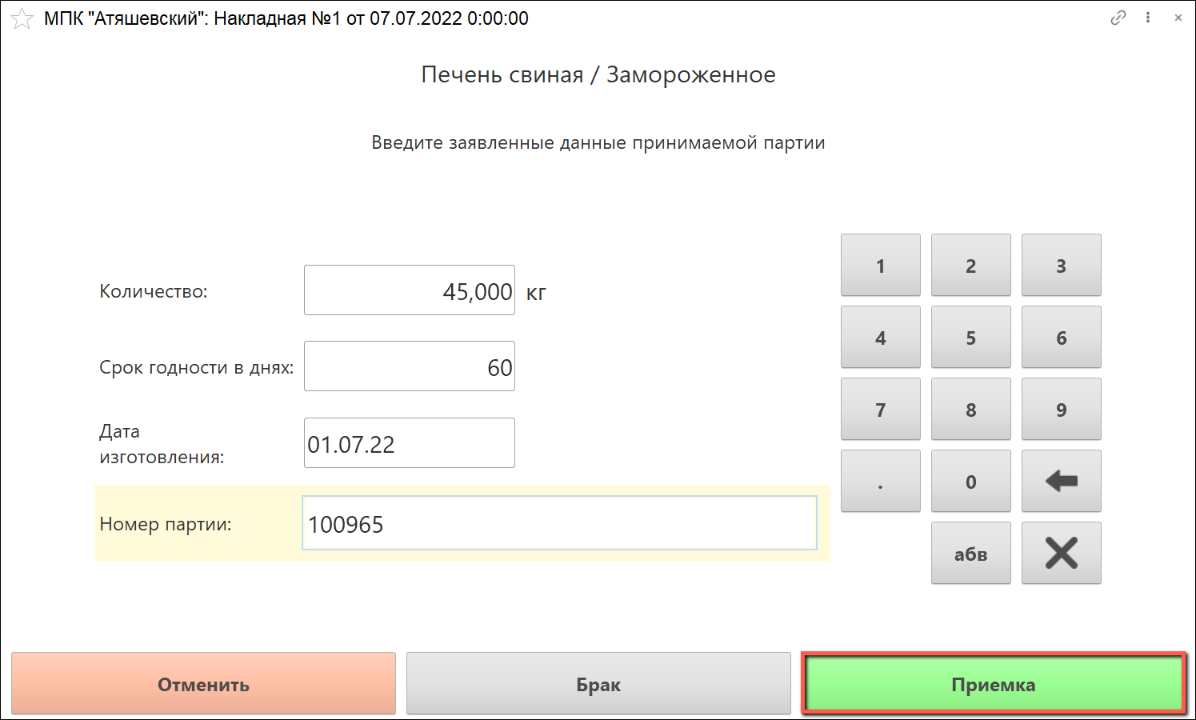 МПК "Атяшевский": Накладная №1 от 07.07.2022 0:00:00
Печень свиная / Замороженное
Введите заявленные данные принимаемой партии
Количество: 45,000 кг
Срок годности в днях: 60
Дата
изготовления: 01.07.22
Номер партии: 100965
1 2 3
4 5 6
7 8 9
. 0
абв
Отменить Брак Приемка